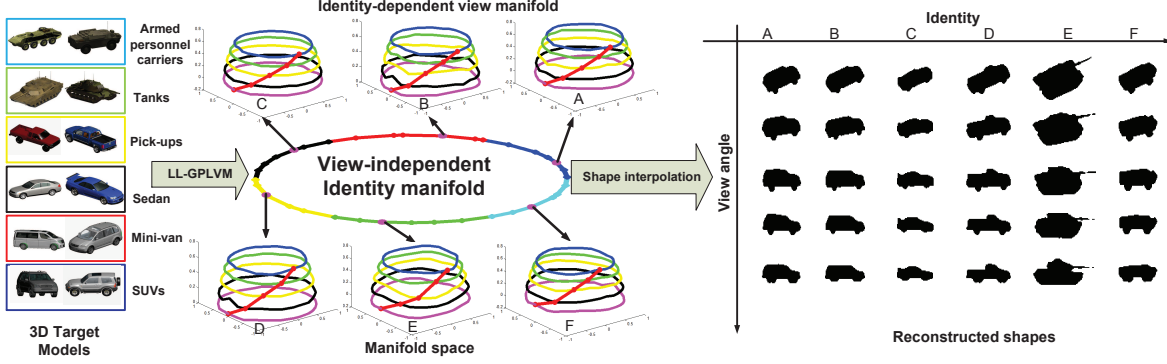 Identity-dependent view manifold
Armed
personnel
carriers
Tanks
Pick-ups
Sedan
Mini-van
SUVs
3D Target
Models
LL-GPLVM
C
B
A
View-independent
Identity manifold
D
E
F
Manifold space
Shape interpolation
Identity
A B C D E F
View angle
Reconstructed shapes